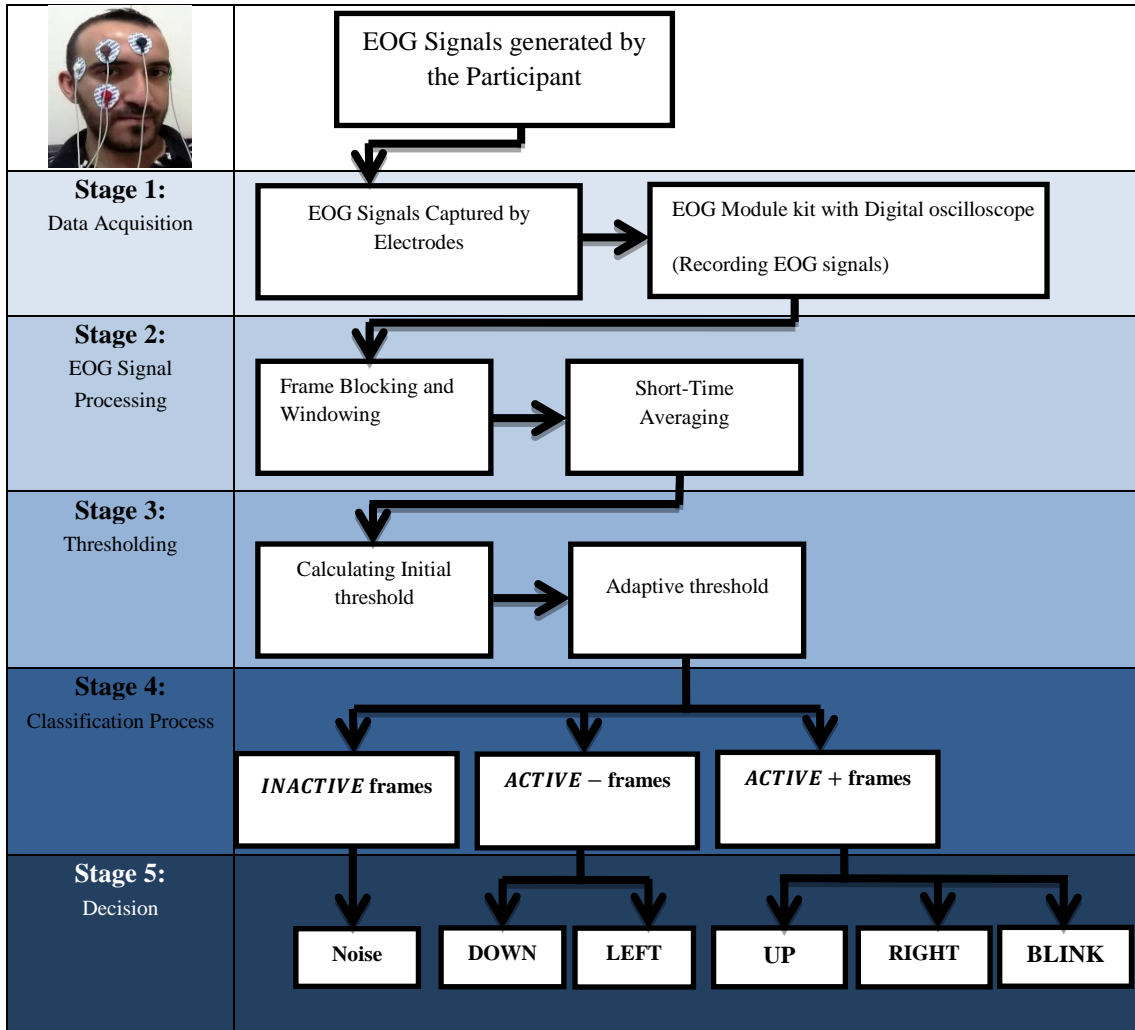 EOG Signals generated by
the Participant
Stage 1:
Data Acquisition
EOG Signals Captured by
Electrodes
EOG Module kit with Digital oscilloscope
(Recording EOG signals)
Stage 2:
EOG Signal
Processing
Frame Blocking and
Windowing
Short-Time
Averaging
Stage 3:
Thresholding
Calculating Initial
threshold
Adaptive threshold
Stage 4:
Classification Process
INACTIVE frames
ACTIVE − frames
ACTIVE + frames
Stage 5:
Decision
Noise
DOWN
LEFT
UP
RIGHT
BLINK